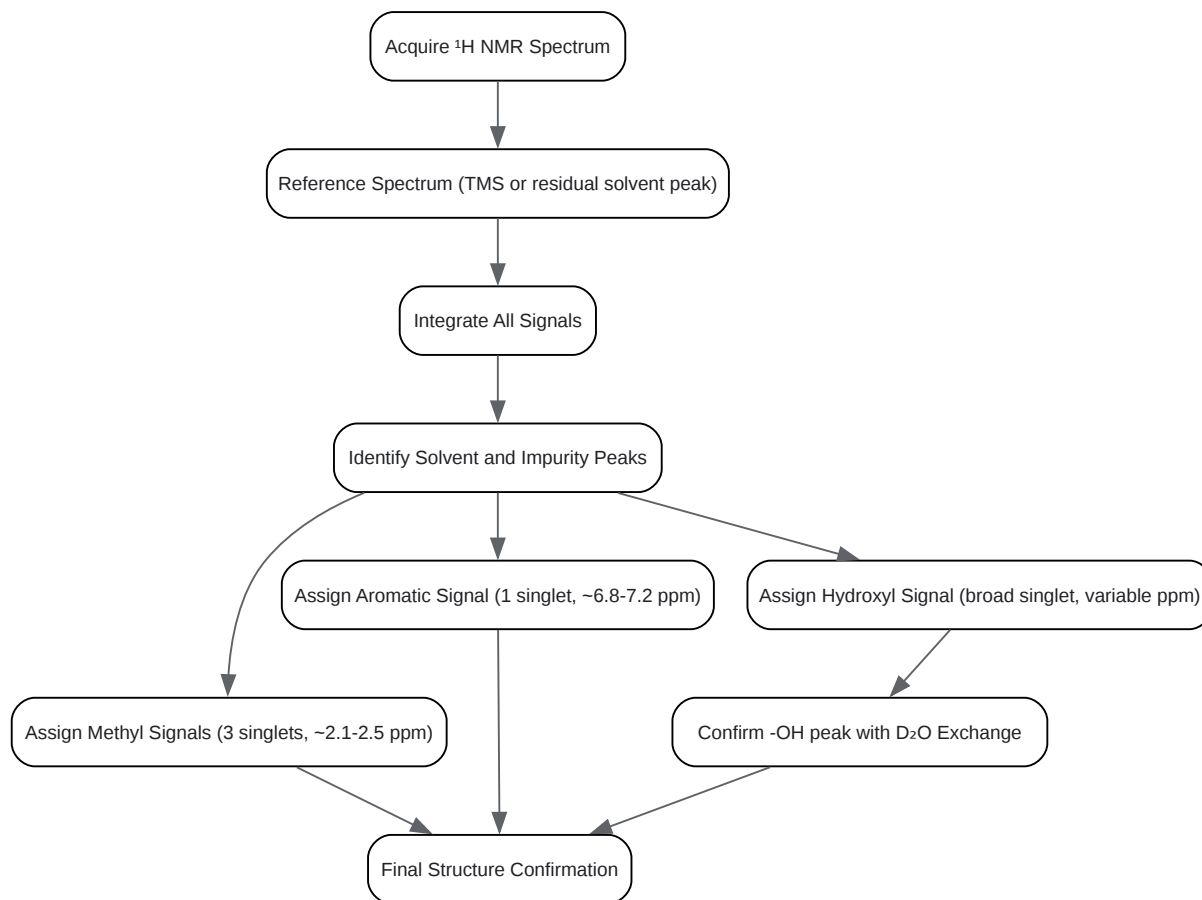 Acquire ¹H NMR Spectrum
Reference Spectrum (TMS or residual solvent peak)
Integrate All Signals
Identify Solvent and Impurity Peaks
Assign Aromatic Signal (1 singlet, ~6.8-7.2 ppm)
Assign Hydroxyl Signal (broad singlet, variable ppm)
Assign Methyl Signals (3 singlets, ~2.1-2.5 ppm)
Confirm -OH peak with D₂O Exchange
Final Structure Confirmation